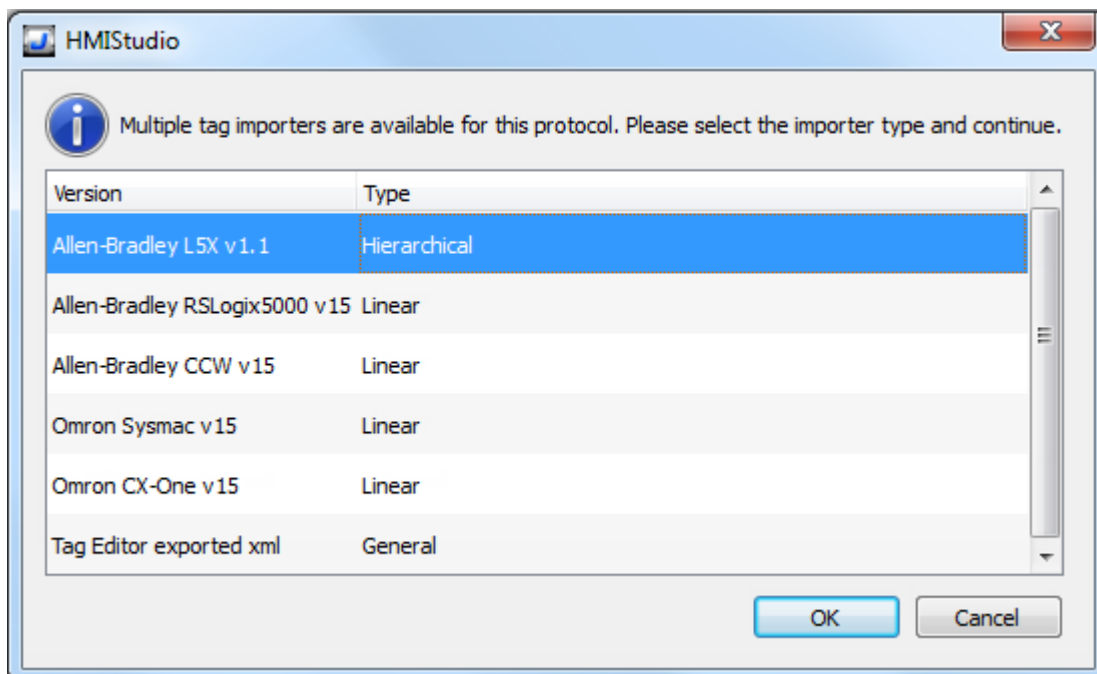 HMIStudio
Multiple tag importers are available for this protocol. Please select the importer type and continue.
Version Type
Allen-Bradley L5X v1.1 Hierarchical
Allen-Bradley RSLogix5000 v15 Linear
Allen-Bradley CCW v15 Linear
Omron Sysmac v15 Linear
Omron CX-One v15 Linear
Tag Editor exported xml General
OK Cancel